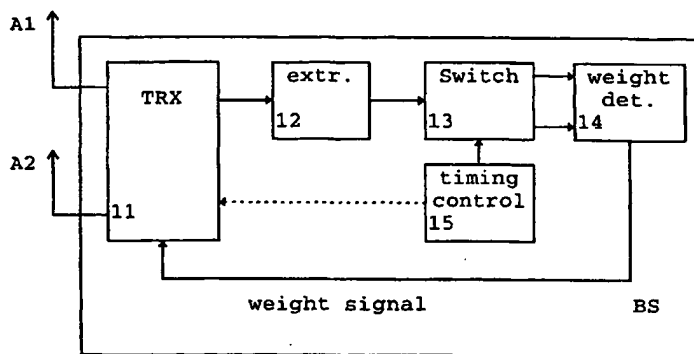 A1
TRX
extr.
12
Switch
13
weight
det.
14
A2
11
timing
control
15
weight signal
BS